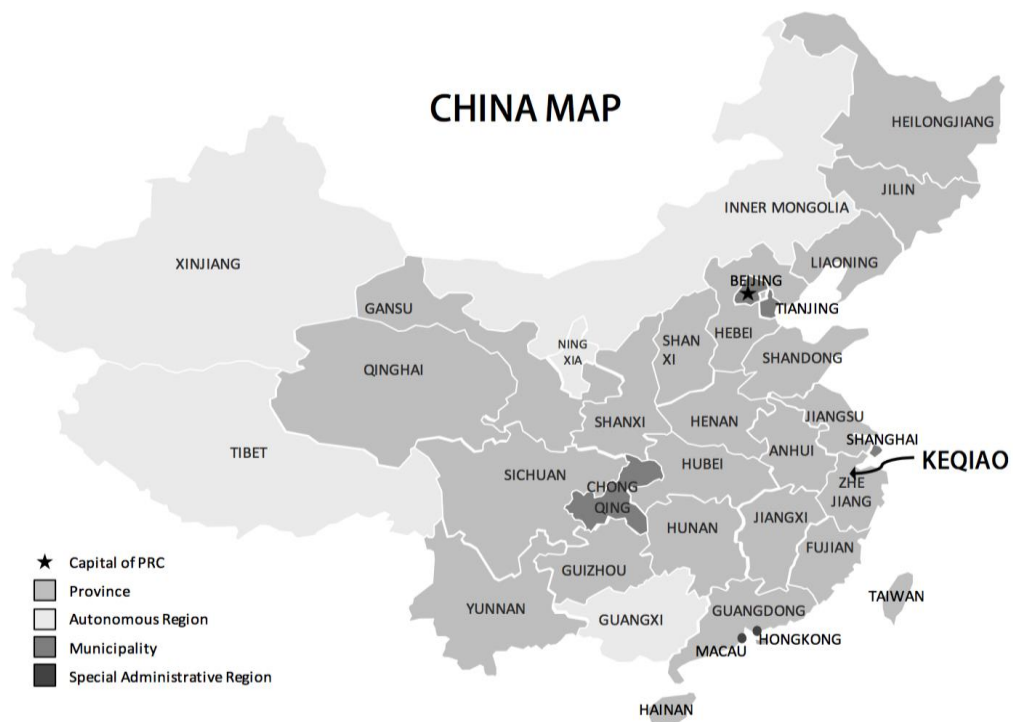 CHINA MAP
HEILONGJIANG
JILIN
INNER MONGOLIA
LIAONING
XINJIANG
BEIJING
GANSU
TIANJING
NING
XIA
SHAN
XI
HEBEI
SHANDONG
QINGHAI
SHANXI
HENAN
JIANGSU
SHANGHAI
ANHUI
KEQIAO
TIBET
SICHUAN
HUBEI
CHONG
QING
ZHE
JIANG
HUNAN
JIANGXI
FUJIAN
GUIZHOU
TAIWAN
YUNNAN
GUANGXI
GUANGDONG
HONGKONG
MACAU
HAINAN
Capital of PRC
Province
Autonomous Region
Municipality
Special Administrative Region